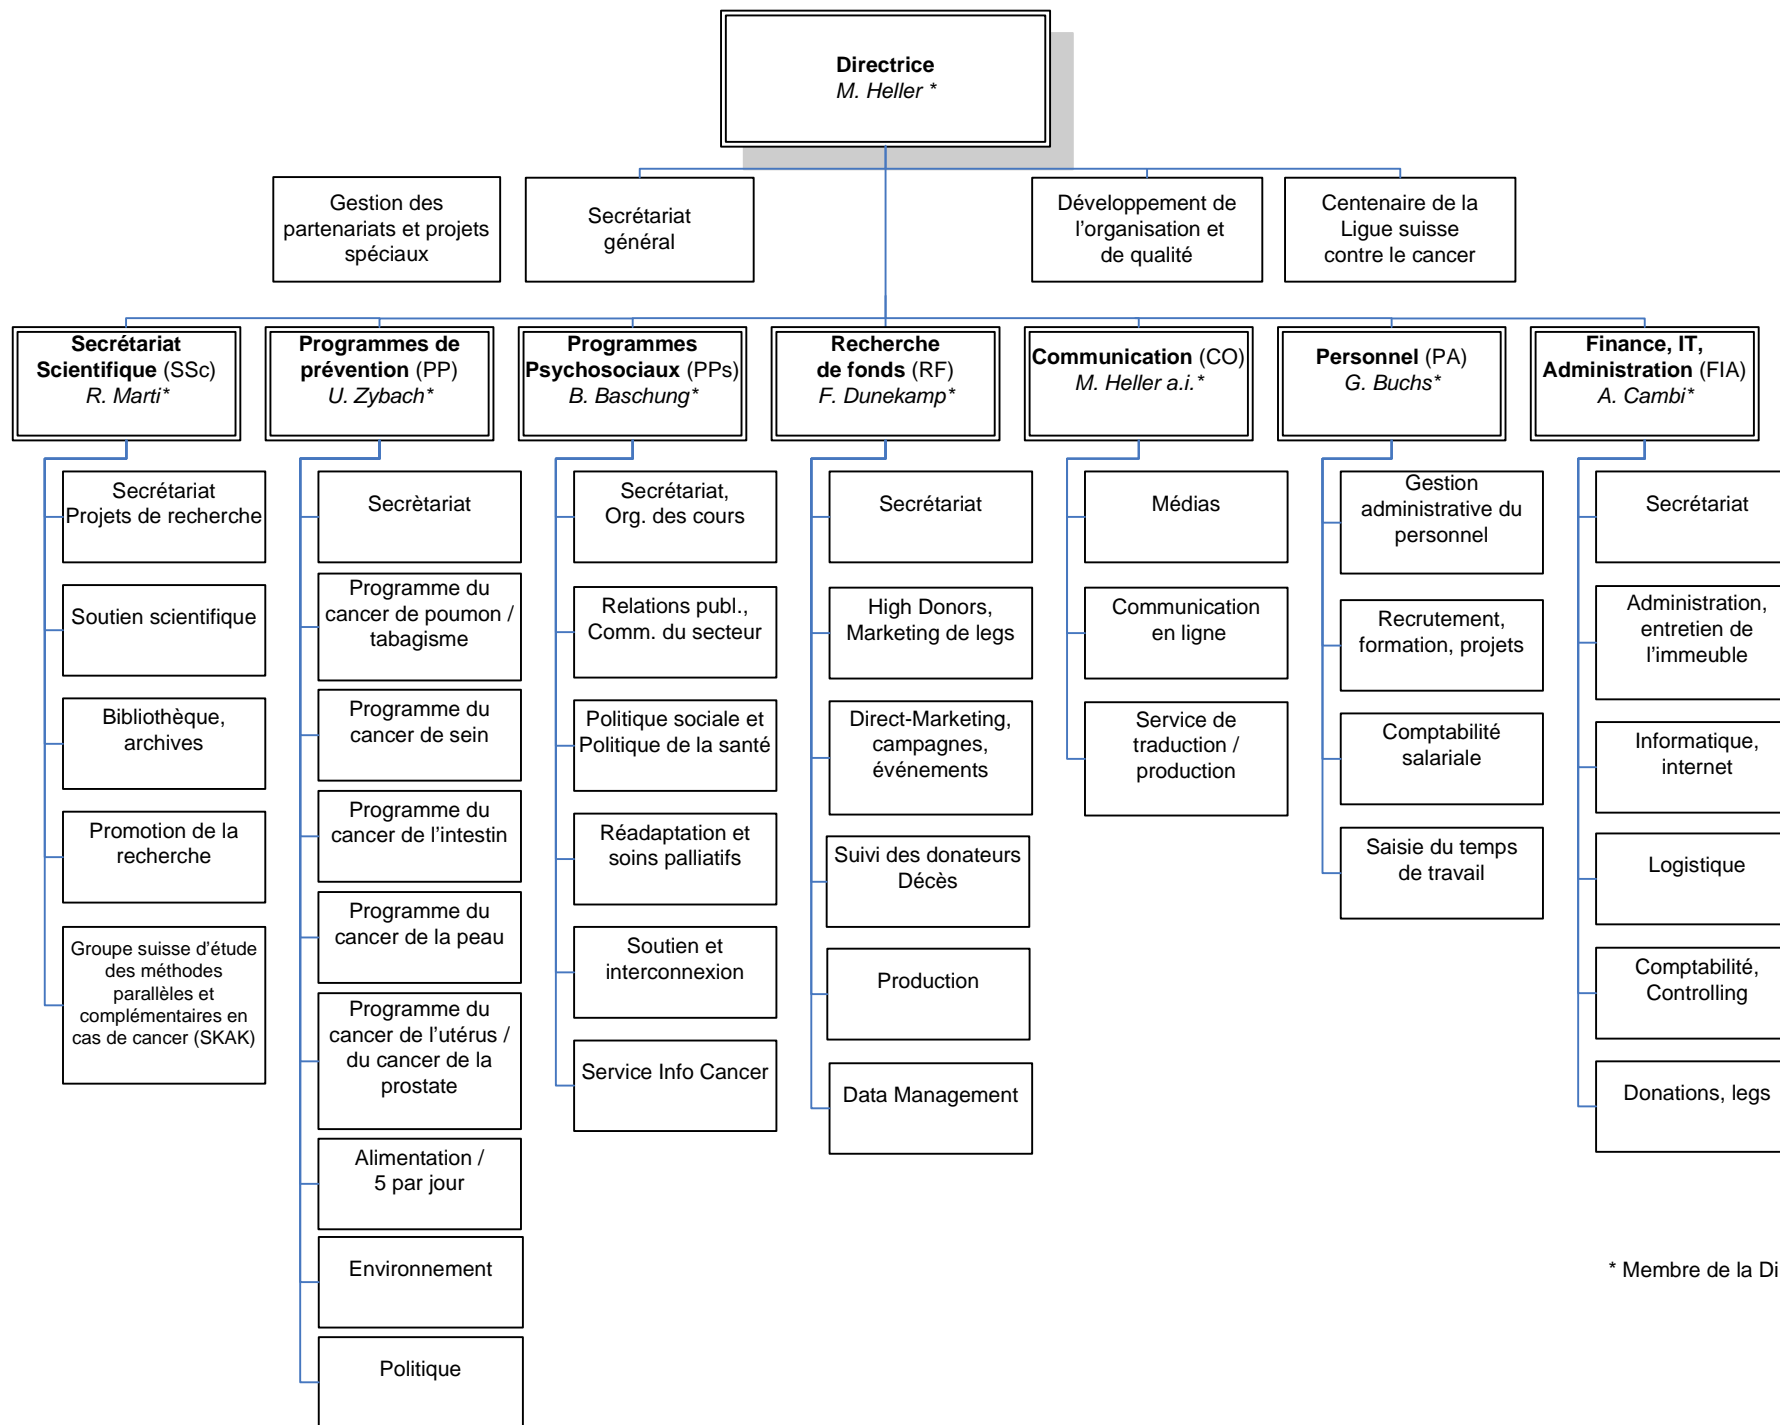 Directrice
M. Heller *
Gestion des
partenariats et projets
spéciaux
Secrétariat
général
Développement de
l’organisation et
de qualité
Centenaire de la
Ligue suisse
contre le cancer
Secrétariat
Scientifique (SSc)
R. Marti*
Programmes de
prévention (PP)
U. Zybach*
Programmes
Psychosociaux (PPs)
B. Baschung*
Recherche
de fonds (RF)
F. Dunekamp*
Communication (CO)
M. Heller a.i.*
Personnel (PA)
G. Buchs*
Finance, IT,
Administration (FIA)
A. Cambi*
Secrétariat
Projets de recherche
Soutien scientifique
Bibliothèque,
archives
Promotion de la
recherche
Groupe suisse d’étude
des méthodes
parallèles et
complémentaires en
cas de cancer (SKAK)
Secrètariat
Programme du
cancer de poumon /
tabagisme
Programme du
cancer de sein
Programme du
cancer de l’intestin
Programme du
cancer de la peau
Programme du
cancer de l’utérus /
du cancer de la
prostate
Alimentation /
5 par jour
Environnement
Politique
Secrétariat,
Org. des cours
Relations publ.,
Comm. du secteur
Politique sociale et
Politique de la santé
Réadaptation et
soins palliatifs
Soutien et
interconnexion
Service Info Cancer
Secrétariat
High Donors,
Marketing de legs
Direct-Marketing,
campagnes,
événements
Suivi des donateurs
Décès
Production
Data Management
Médias
Communication
en ligne
Service de
traduction /
production
Gestion
administrative du
personnel
Recrutement,
formation, projets
Comptabilité
salariale
Saisie du temps
de travail
Secrétariat
Administration,
entretien de
l’immeuble
Informatique,
internet
Logistique
Comptabilité,
Controlling
Donations, legs
* Membre de la Di